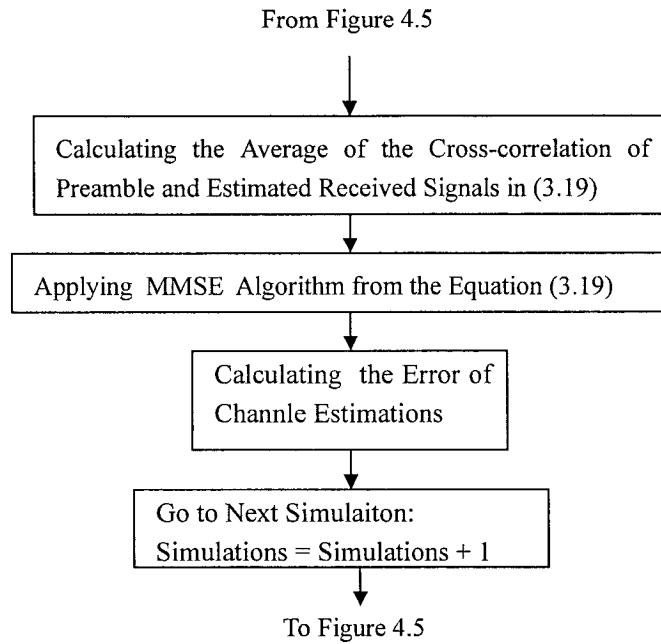 From Figure 4.5
Calculating the Average of the Cross-correlation of
Preamble and Estimated Received Signals in (3.19)
Applying MMSE Algorithm from the Equation (3.19)
Calculating the Error of
Channle Estimations
Go to Next Simulaiton:
Simulations = Simulations + 1
To Figure 4.5